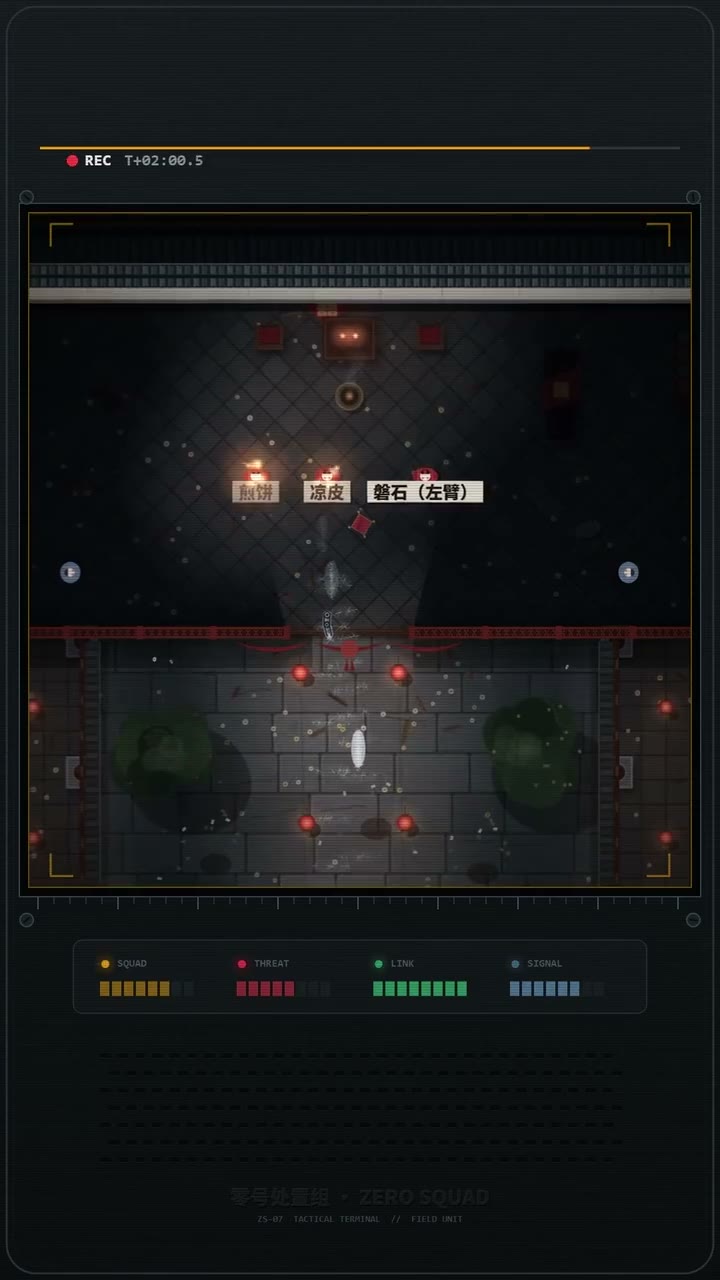 REC T+02:00.5
煎饼 凉皮 磐石（左臂）
SQUAD THREAT LINK SIGNAL
零号处置组 · ZERO SQUAD
ZS-07 TACTICAL TERMINAL // FIELD UNIT